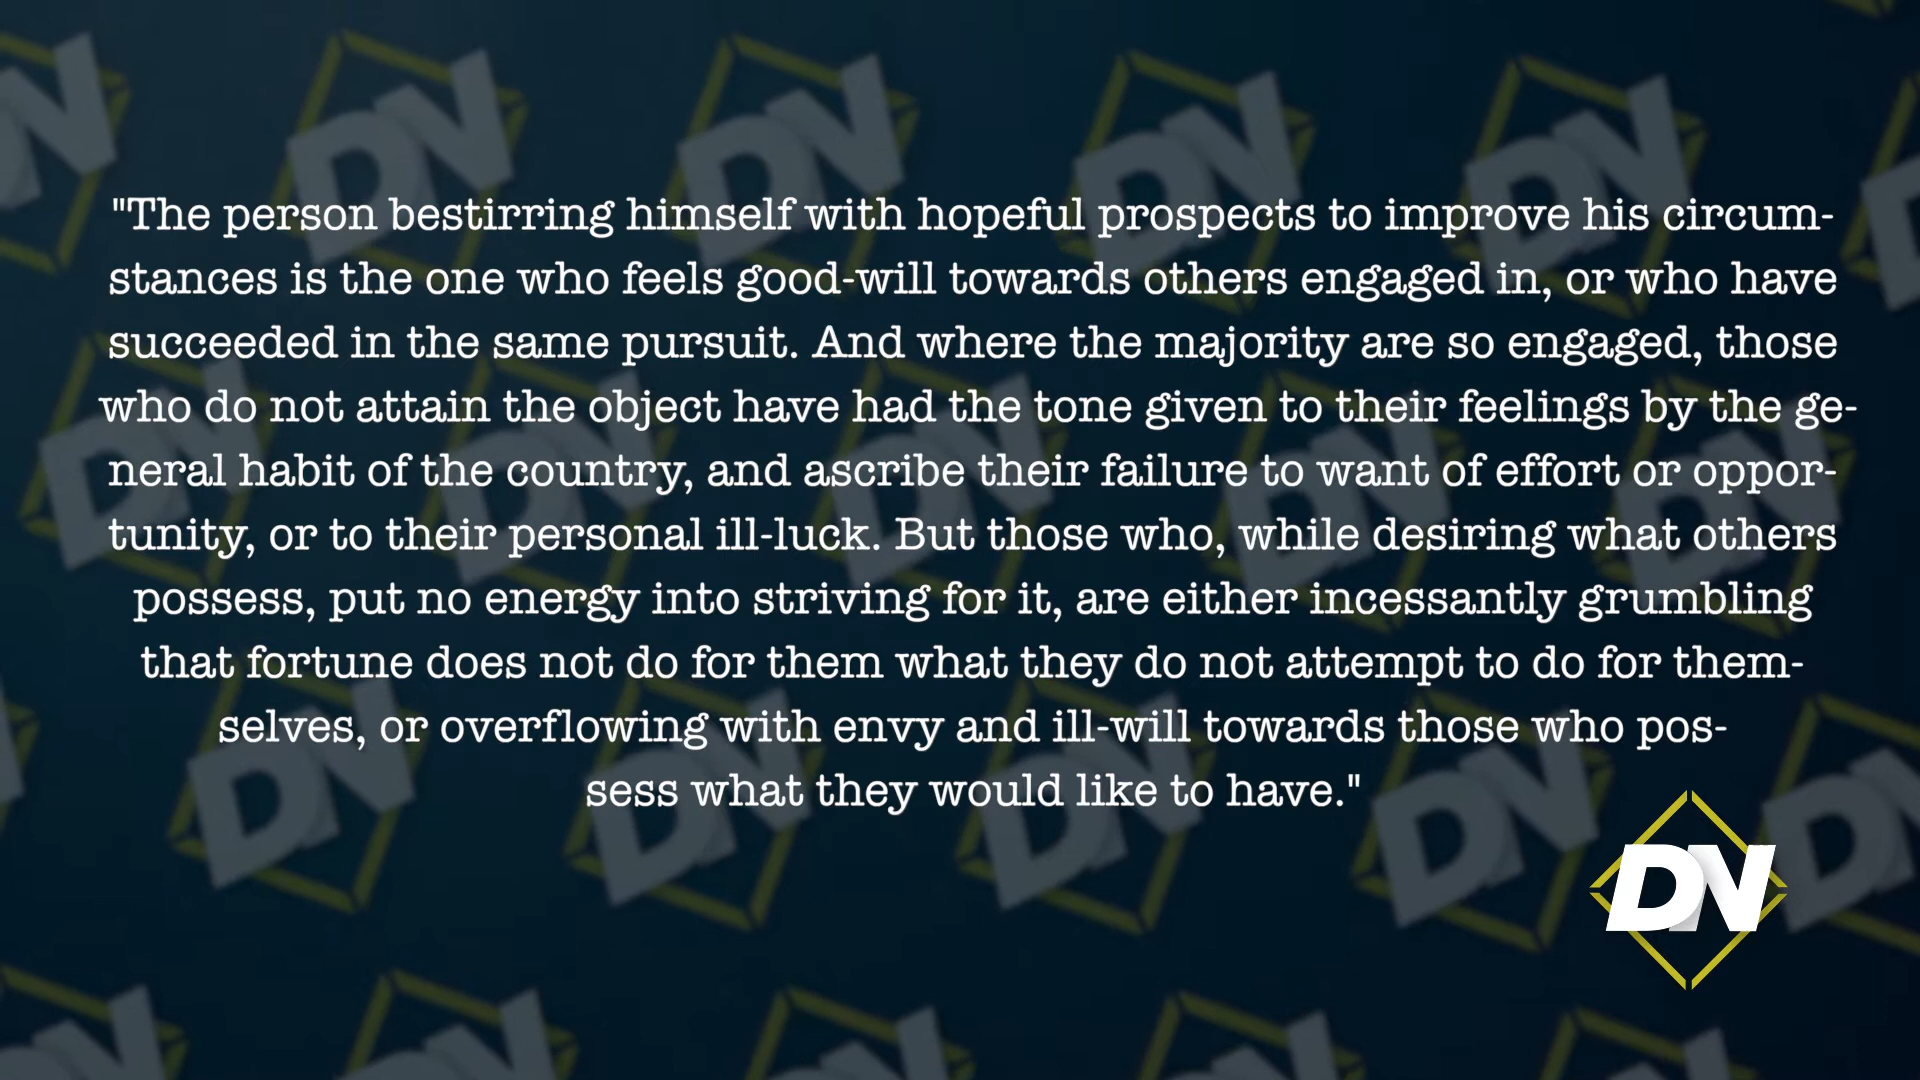 "The person bestirring himself with hopeful prospects to improve his circum-
stances is the one who feels good-will towards others engaged in, or who have
succeeded in the same pursuit. And where the majority are so engaged, those
who do not attain the object have had the tone given to their feelings by the ge-
neral habit of the country, and ascribe their failure to want of effort or oppor-
tunity, or to their personal ill-luck. But those who, while desiring what others
possess, put no energy into striving for it, are either incessantly grumbling
that fortune does not do for them what they do not attempt to do for them-
selves, or overflowing with envy and ill-will towards those who pos-
sess what they would like to have."
DN